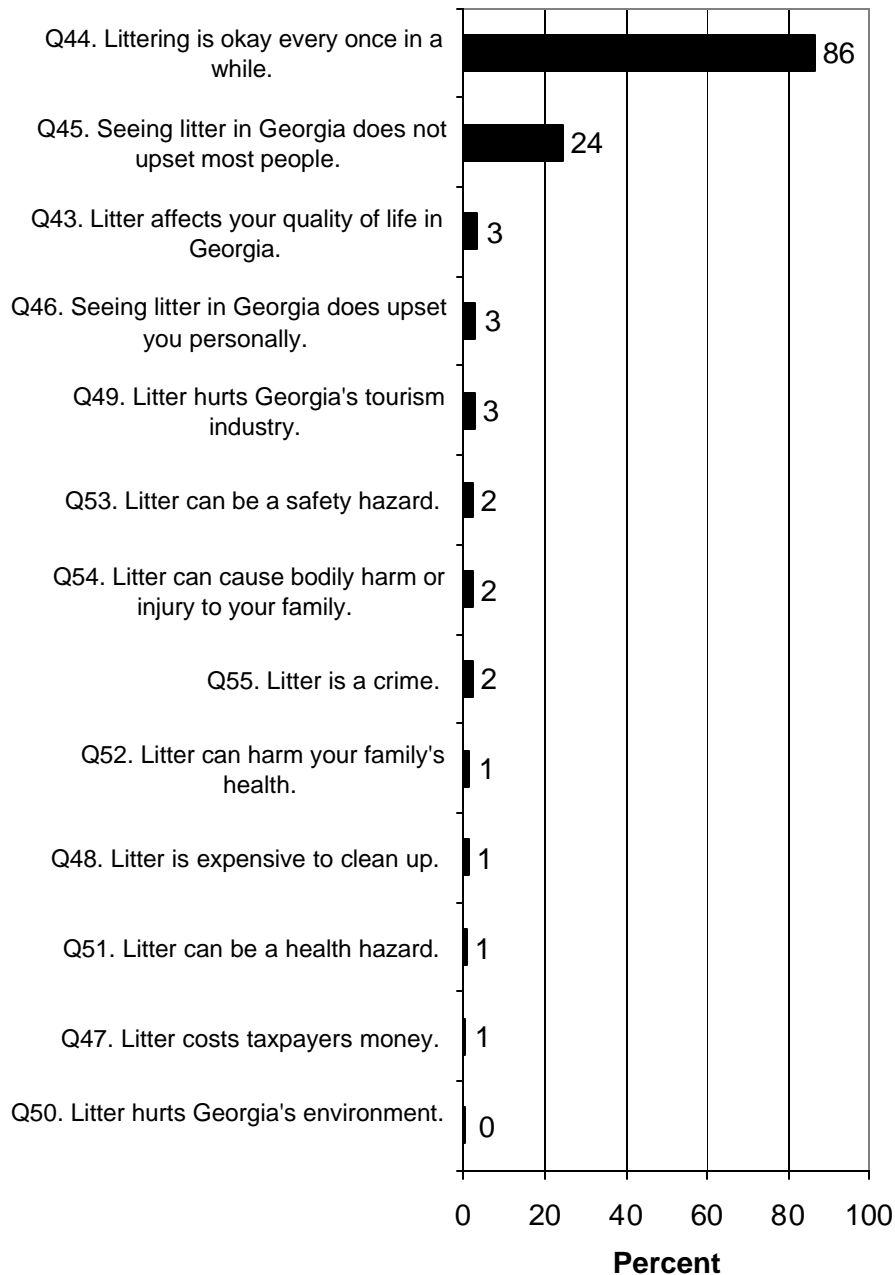 Q44. Littering is okay every once in a
while.
86
Q45. Seeing litter in Georgia does not
upset most people.
24
Q43. Litter affects your quality of life in
Georgia.
3
Q46. Seeing litter in Georgia does upset
you personally.
3
Q49. Litter hurts Georgia's tourism
industry.
3
Q53. Litter can be a safety hazard.
2
Q54. Litter can cause bodily harm or
injury to your family.
2
Q55. Litter is a crime.
2
Q52. Litter can harm your family's
health.
1
Q48. Litter is expensive to clean up.
1
Q51. Litter can be a health hazard.
1
Q47. Litter costs taxpayers money.
1
Q50. Litter hurts Georgia's environment.
0
0 20 40 60 80 100
Percent